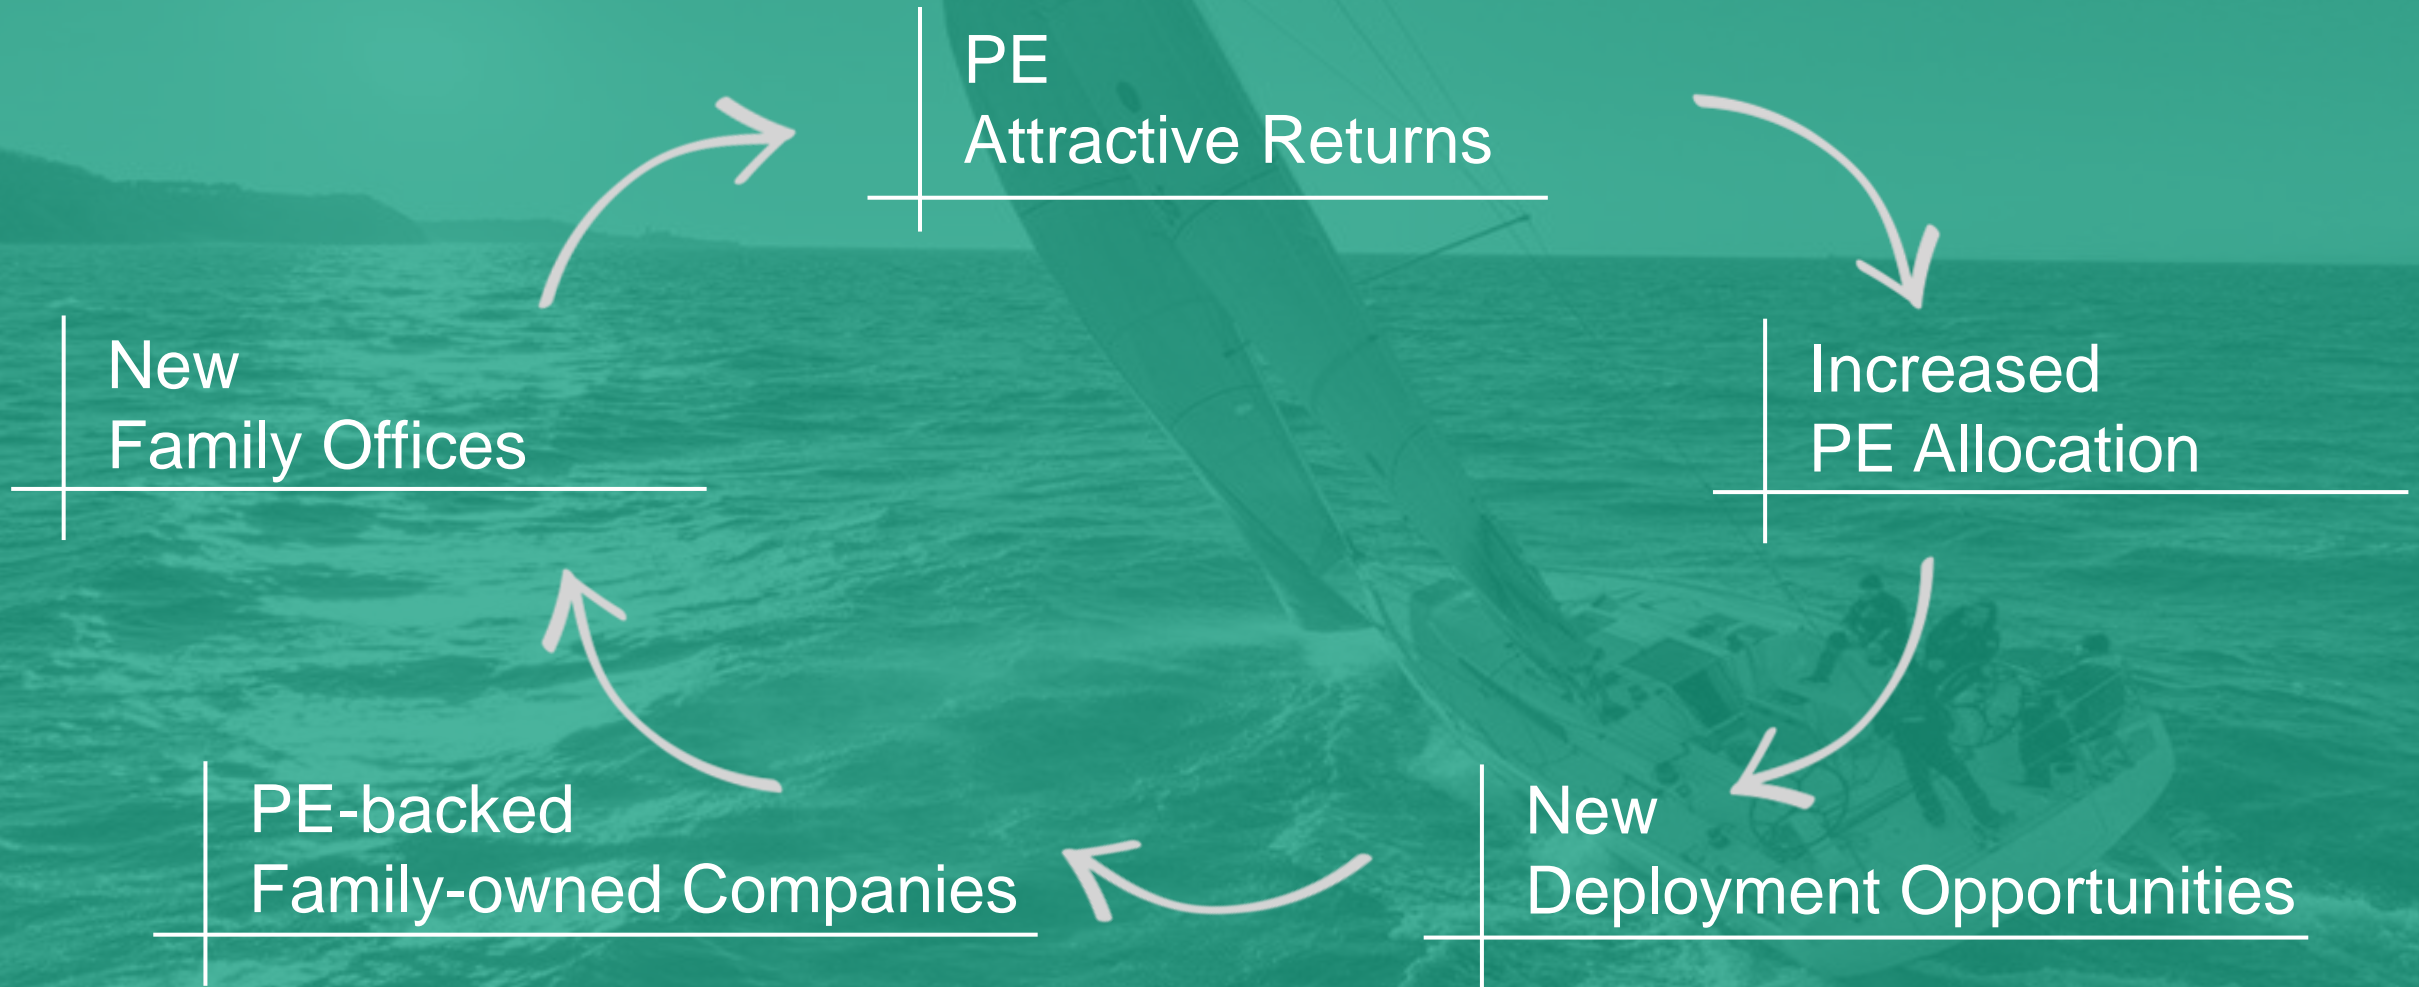 PE
Attractive Returns
Increased
PE Allocation
New
Deployment Opportunities
PE-backed
Family-owned Companies
New
Family Offices